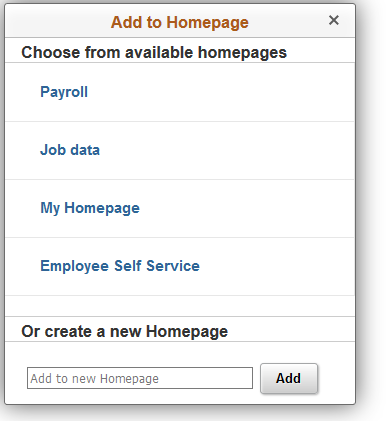 Add to Homepage ×
Choose from available homepages
Payroll
Job data
My Homepage
Employee Self Service
Or create a new Homepage
Add to new Homepage Add